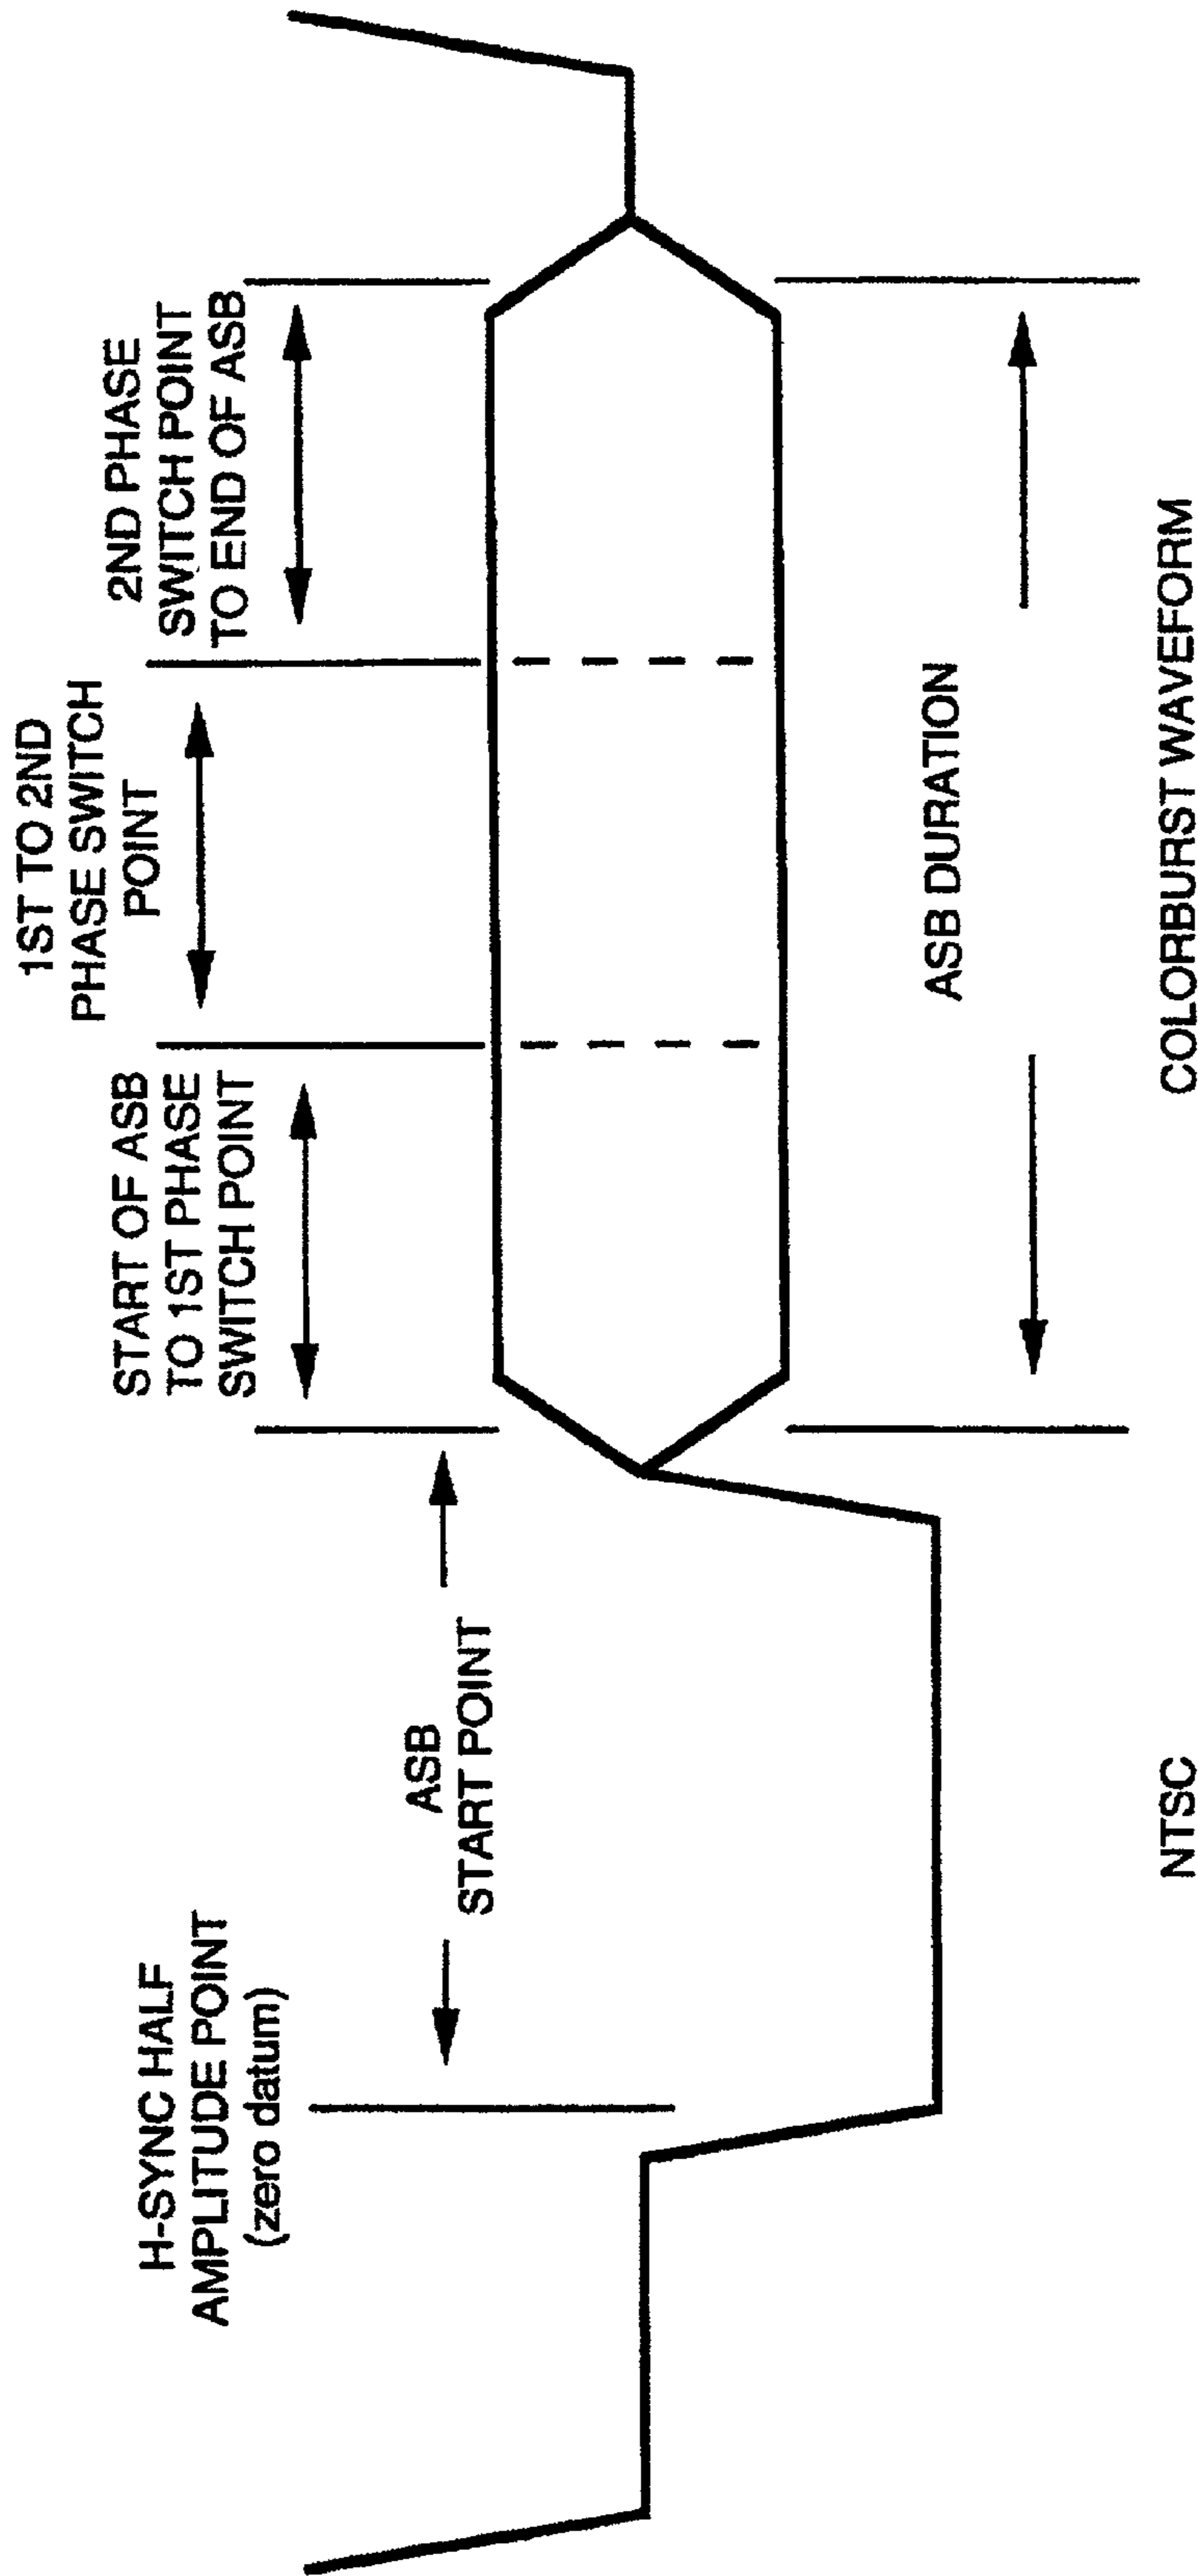 H-SYNC HALF
AMPLITUDE POINT
(zero datum)
ASB
START POINT
START OF ASB
TO 1ST PHASE
SWITCH POINT
1ST TO 2ND
PHASE SWITCH
POINT
2ND PHASE
SWITCH POINT
TO END OF ASB
ASB DURATION
NTSC
COLORBURST WAVEFORM